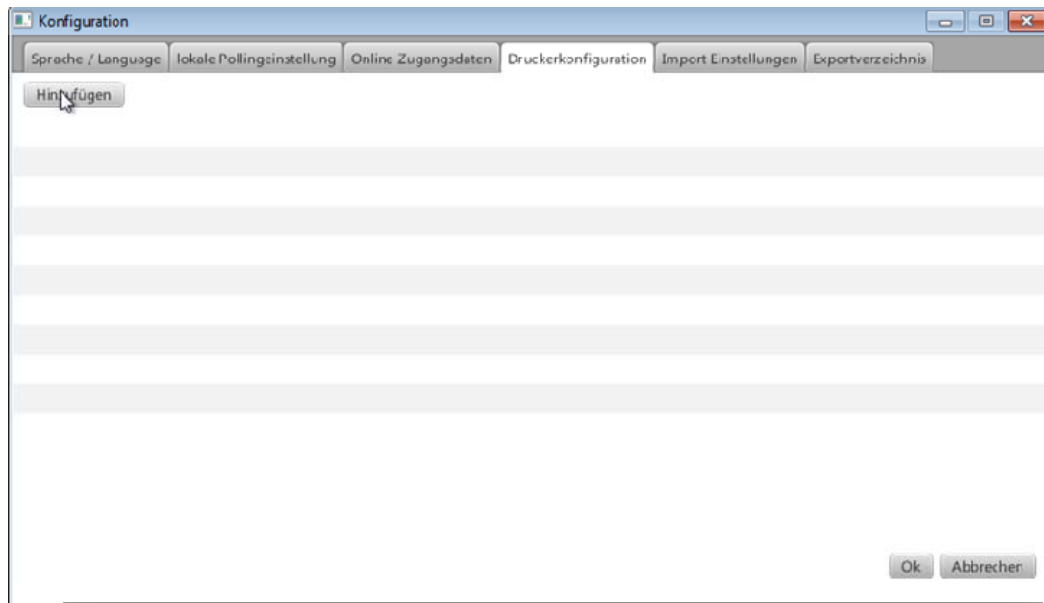 Konfiguration
Sprache / Language lokale Pollingeinstellung Online Zugangsdaten Druckerkonfiguration Import Einstellungen Exportverzeichnis
Hinzufügen
Ok Abbrechen